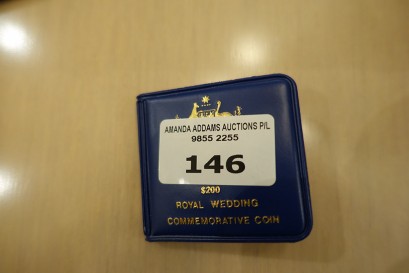 AMANDA ADDAMS AUCTIONS P/L
9855 2255
146
$200
ROYAL WEDDING
COMMEMORATIVE COIN